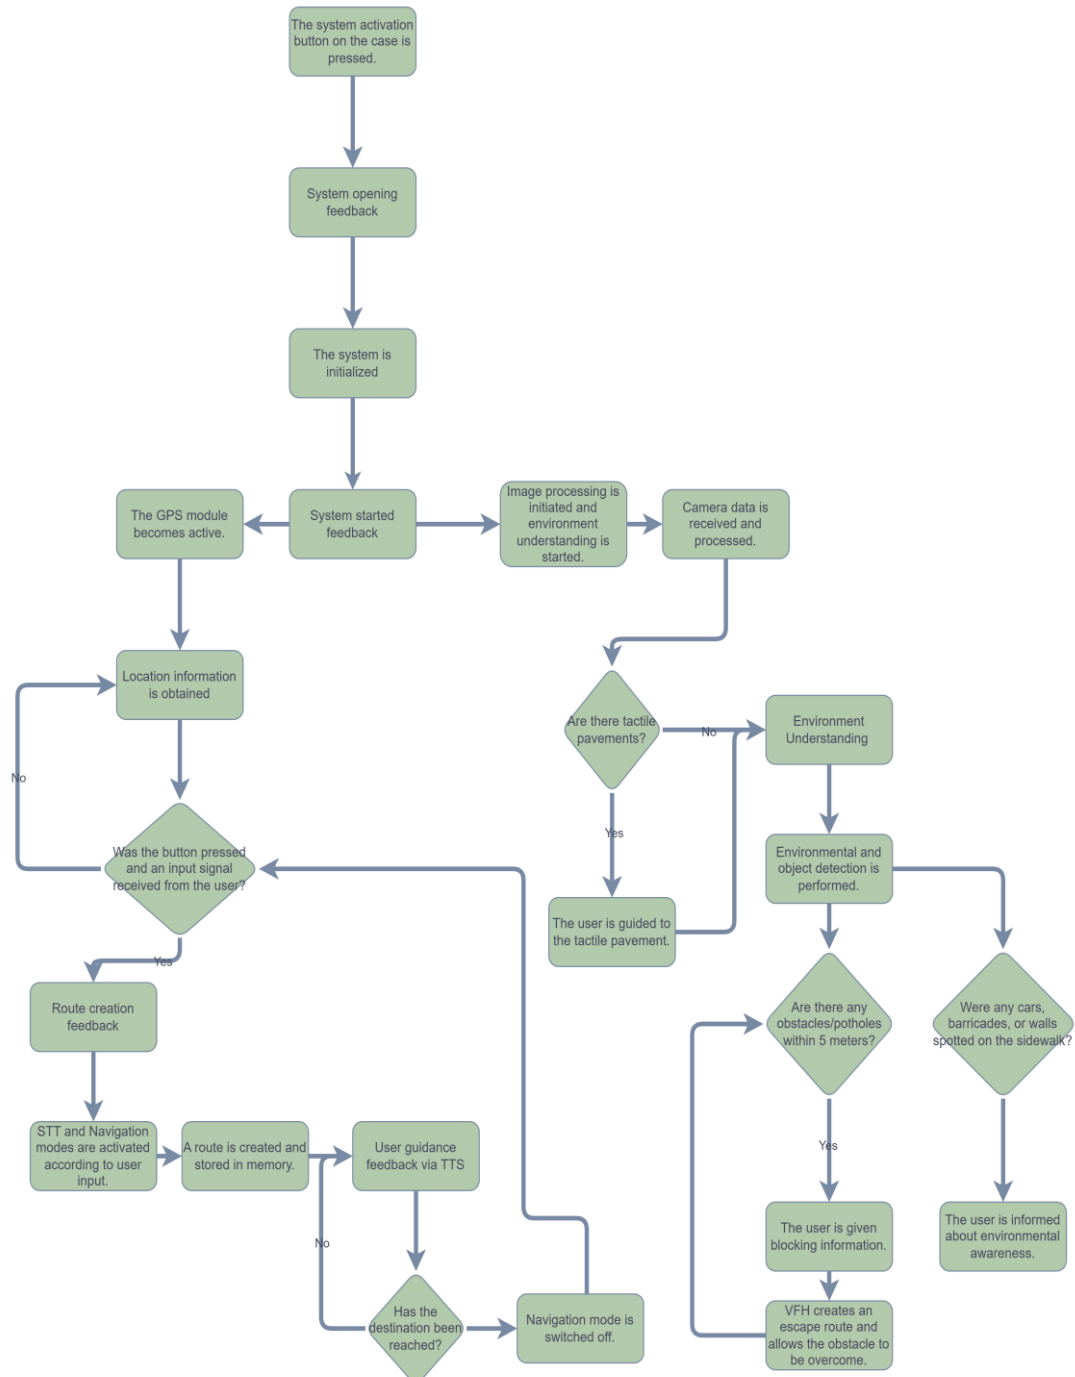 The system activation
button on the case is
pressed.
System opening
feedback
The system is
initialized
The GPS module
becomes active.
System started
feedback
Image processing is
initiated and
environment
understanding is
started.
Camera data is
received and
processed.
Location information
is obtained
No
Was the button pressed
and an input signal
received from the user?
Yes
Route creation
feedback
STT and Navigation
modes are activated
according to user
input.
A route is created and
stored in memory.
User guidance
feedback via TTS
No
Has the
destination been
reached?
Navigation mode is
switched off.
Are there tactile
pavements?
No
Yes
The user is guided to
the tactile pavement.
Environment
Understanding
Environmental and
object detection is
performed.
Are there any
obstacles/potholes
within 5 meters?
Yes
The user is given
blocking information.
VFH creates an
escape route and
allows the obstacle to
be overcome.
Were any cars,
barricades, or walls
spotted on the sidewalk?
The user is informed
about environmental
awareness.